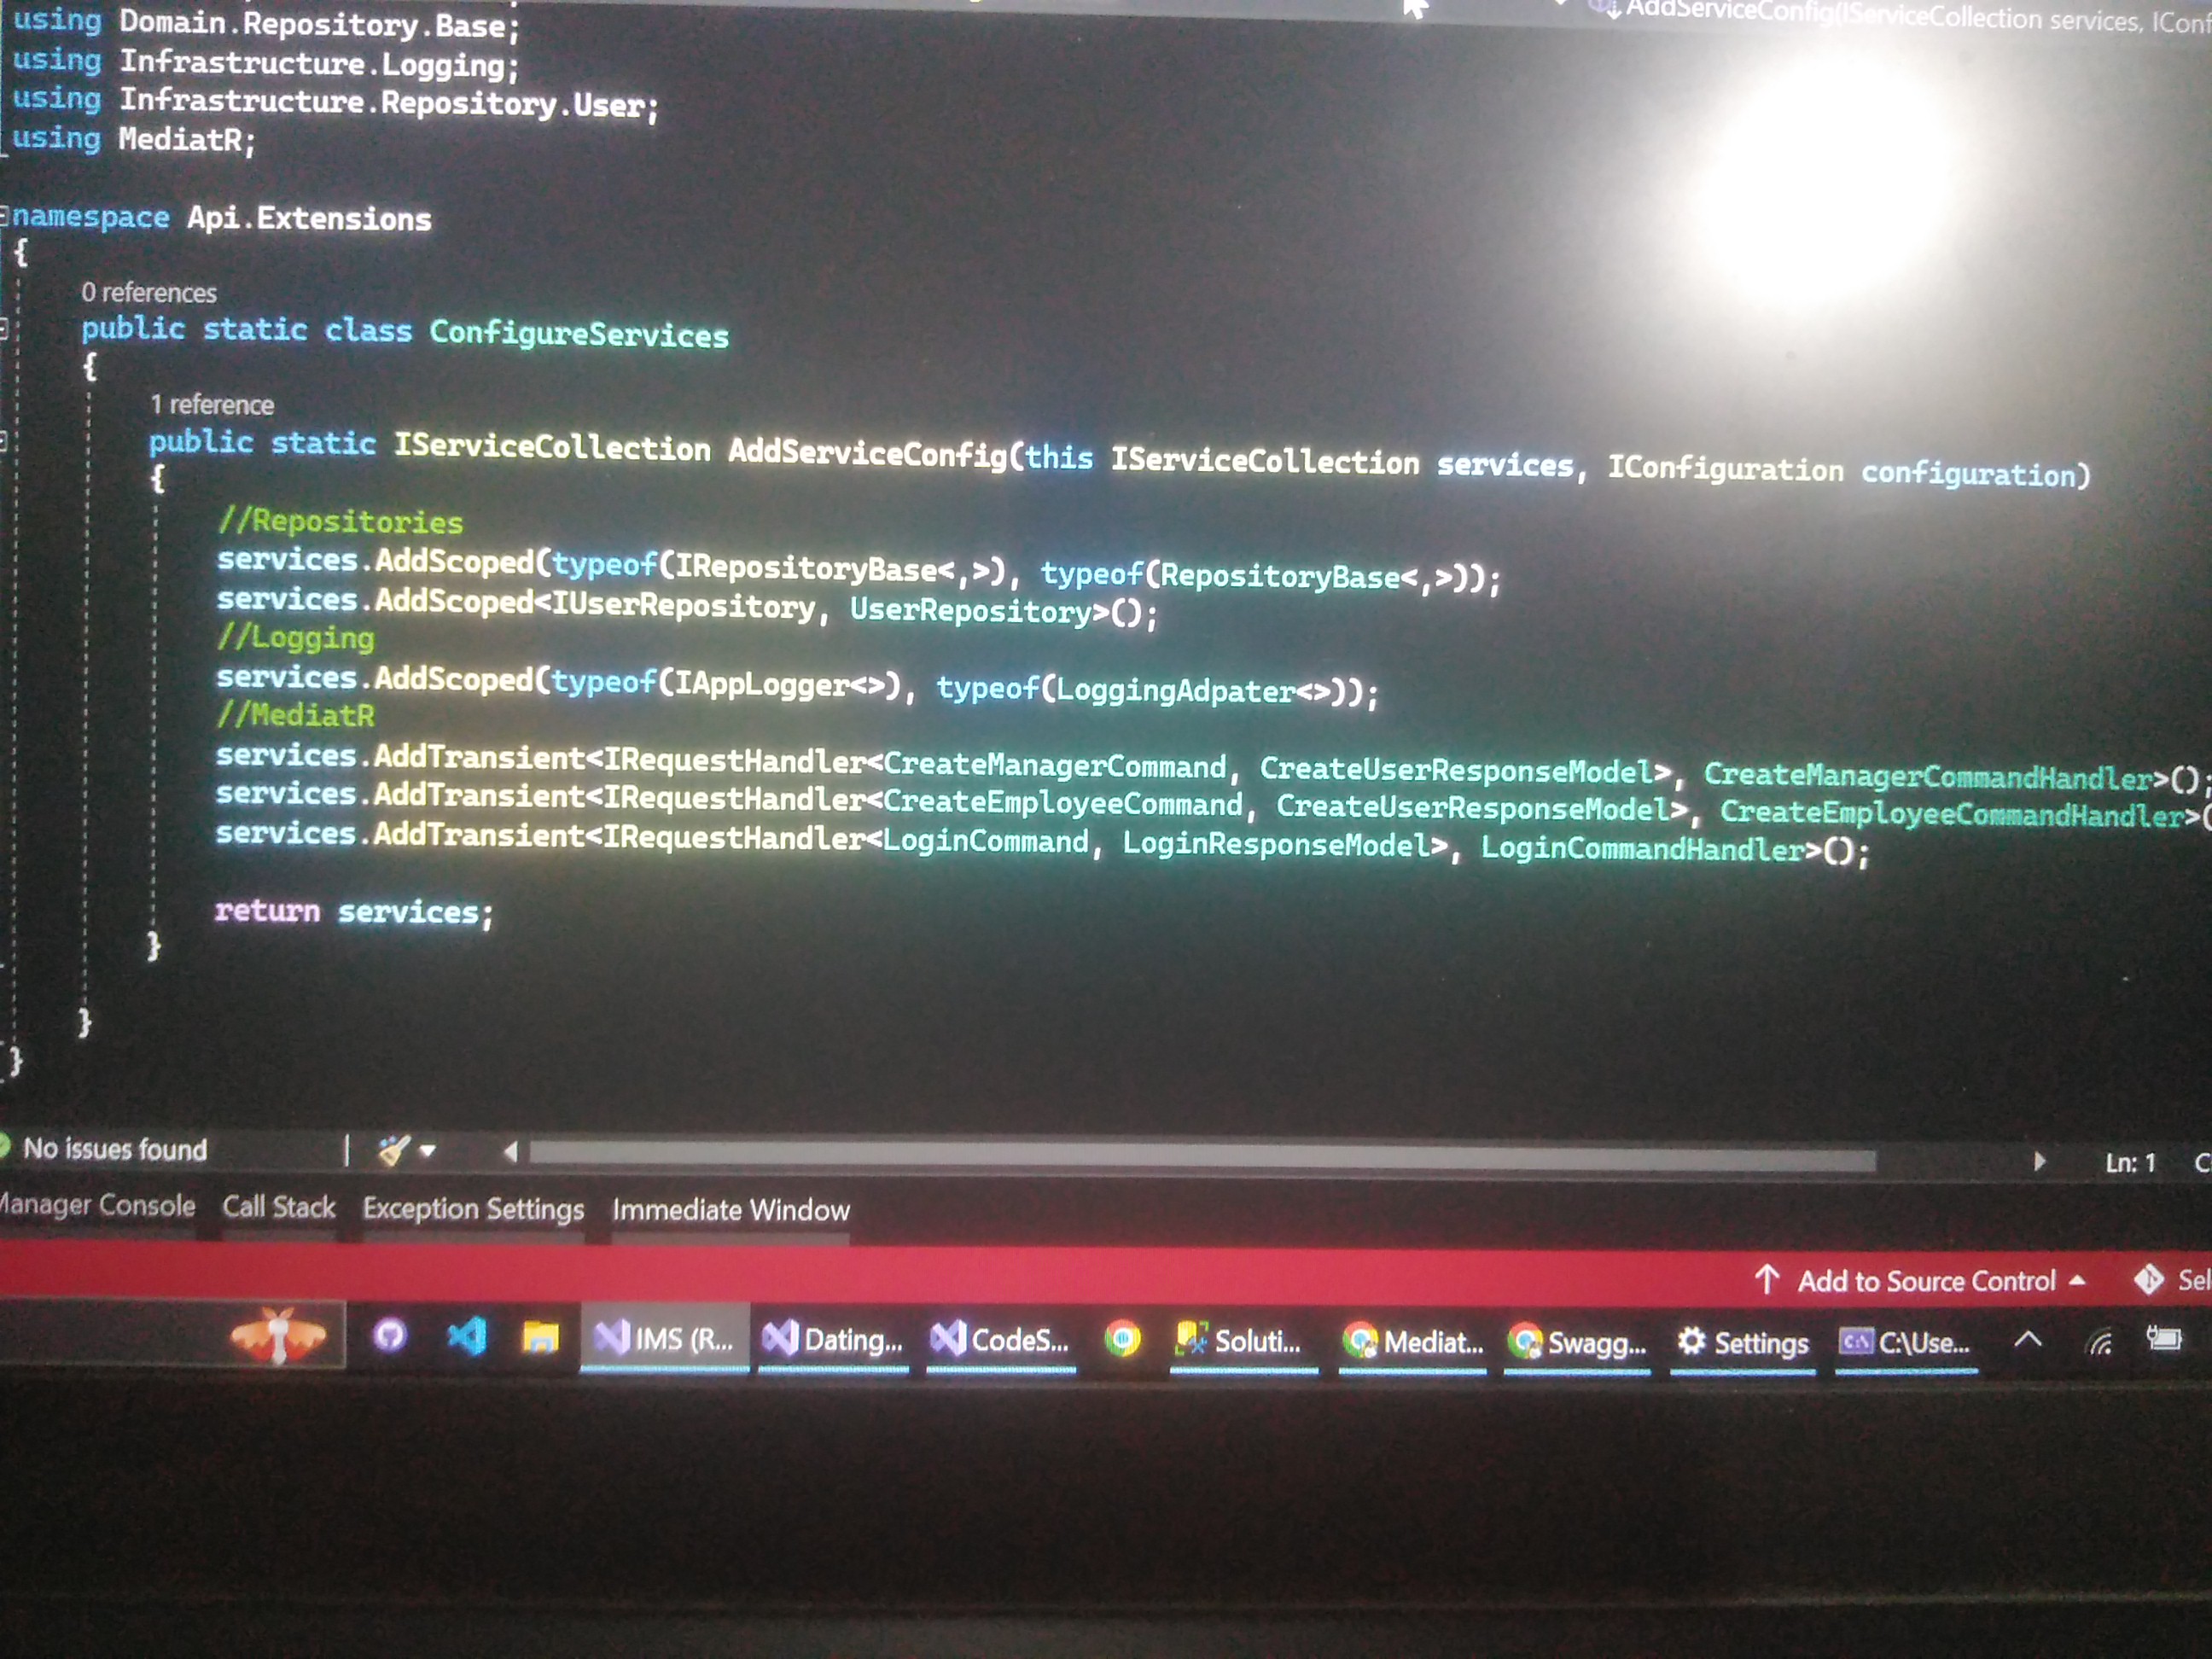 AddServiceConfig(IServiceCollection services, IConf
using Domain.Repository.Base;
using Infrastructure.Logging;
using Infrastructure.Repository.User;
using MediatR;
namespace Api.Extensions
{
0 references
public static class ConfigureServices
{
1 reference
public static IServiceCollection AddServiceConfig(this IServiceCollection services, IConfiguration configuration)
{
//Repositories
services.AddScoped(typeof(IRepositoryBase<,>), typeof(RepositoryBase<,>));
services.AddScoped<IUserRepository, UserRepository>();
//Logging
services.AddScoped(typeof(IAppLogger<>), typeof(LoggingAdpater<>));
//MediatR
services.AddTransient<IRequestHandler<CreateManagerCommand, CreateUserResponseModel>, CreateManagerCommandHandler>();
services.AddTransient<IRequestHandler<CreateEmployeeCommand, CreateUserResponseModel>, CreateEmployeeCommandHandler>(
services.AddTransient<IRequestHandler<LoginCommand, LoginResponseModel>, LoginCommandHandler>();
return services;
}
}
}
No issues found Ln: 1 C
Manager Console Call Stack Exception Settings Immediate Window
Add to Source Control Sel
IMS (R... Dating... CodeS... Soluti... Mediat... Swagg... Settings C:\Use...